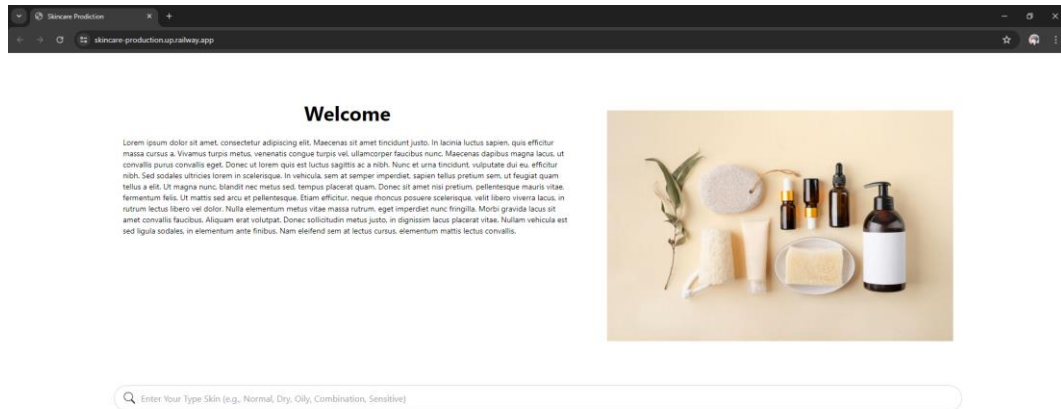 Skincare Prodiction
skincare-production.up.railway.app
Welcome
Lorem ipsum dolor sit amet, consectetur adipiscing elit. Maecenas sit amet tincidunt justo. In lacinia luctus sapien, quis efficitur
massa cursus a. Vivamus turpis metus, venenatis congue turpis vel, ullamcorper faucibus nunc. Maecenas dapibus magna lacus, ut
convallis purus convallis eget. Donec ut lorem quis est luctus sagittis ac a nibh. Nunc et urna tincidunt, vulputate dui eu, efficitur
nibh. Sed sodales ultricies lorem in scelerisque. In vehicula, sem at semper imperdiet, sapien tellus pretium sem, ut feugiat quam
tellus a elit. Ut magna nunc, blandit nec metus sed, tempus placerat quam. Donec sit amet nisi pretium, pellentesque mauris vitae,
fermentum felis. Ut mattis sed arcu et pellentesque. Etiam efficitur, neque rhoncus posuere scelerisque, velit libero viverra lacus, in
rutrum lectus libero vel dolor. Nulla elementum metus vitae massa rutrum, eget imperdiet nunc fringilla. Morbi gravida lacus sit
amet convallis faucibus. Aliquam erat volutpat. Donec sollicitudin metus justo, in dignissim lacus placerat vitae. Nullam vehicula est
sed ligula sodales, in elementum ante finibus. Nam eleifend sem at lectus cursus, elementum mattis lectus convallis.
Enter Your Type Skin (e.g., Normal, Dry, Oily, Combination, Sensitive)